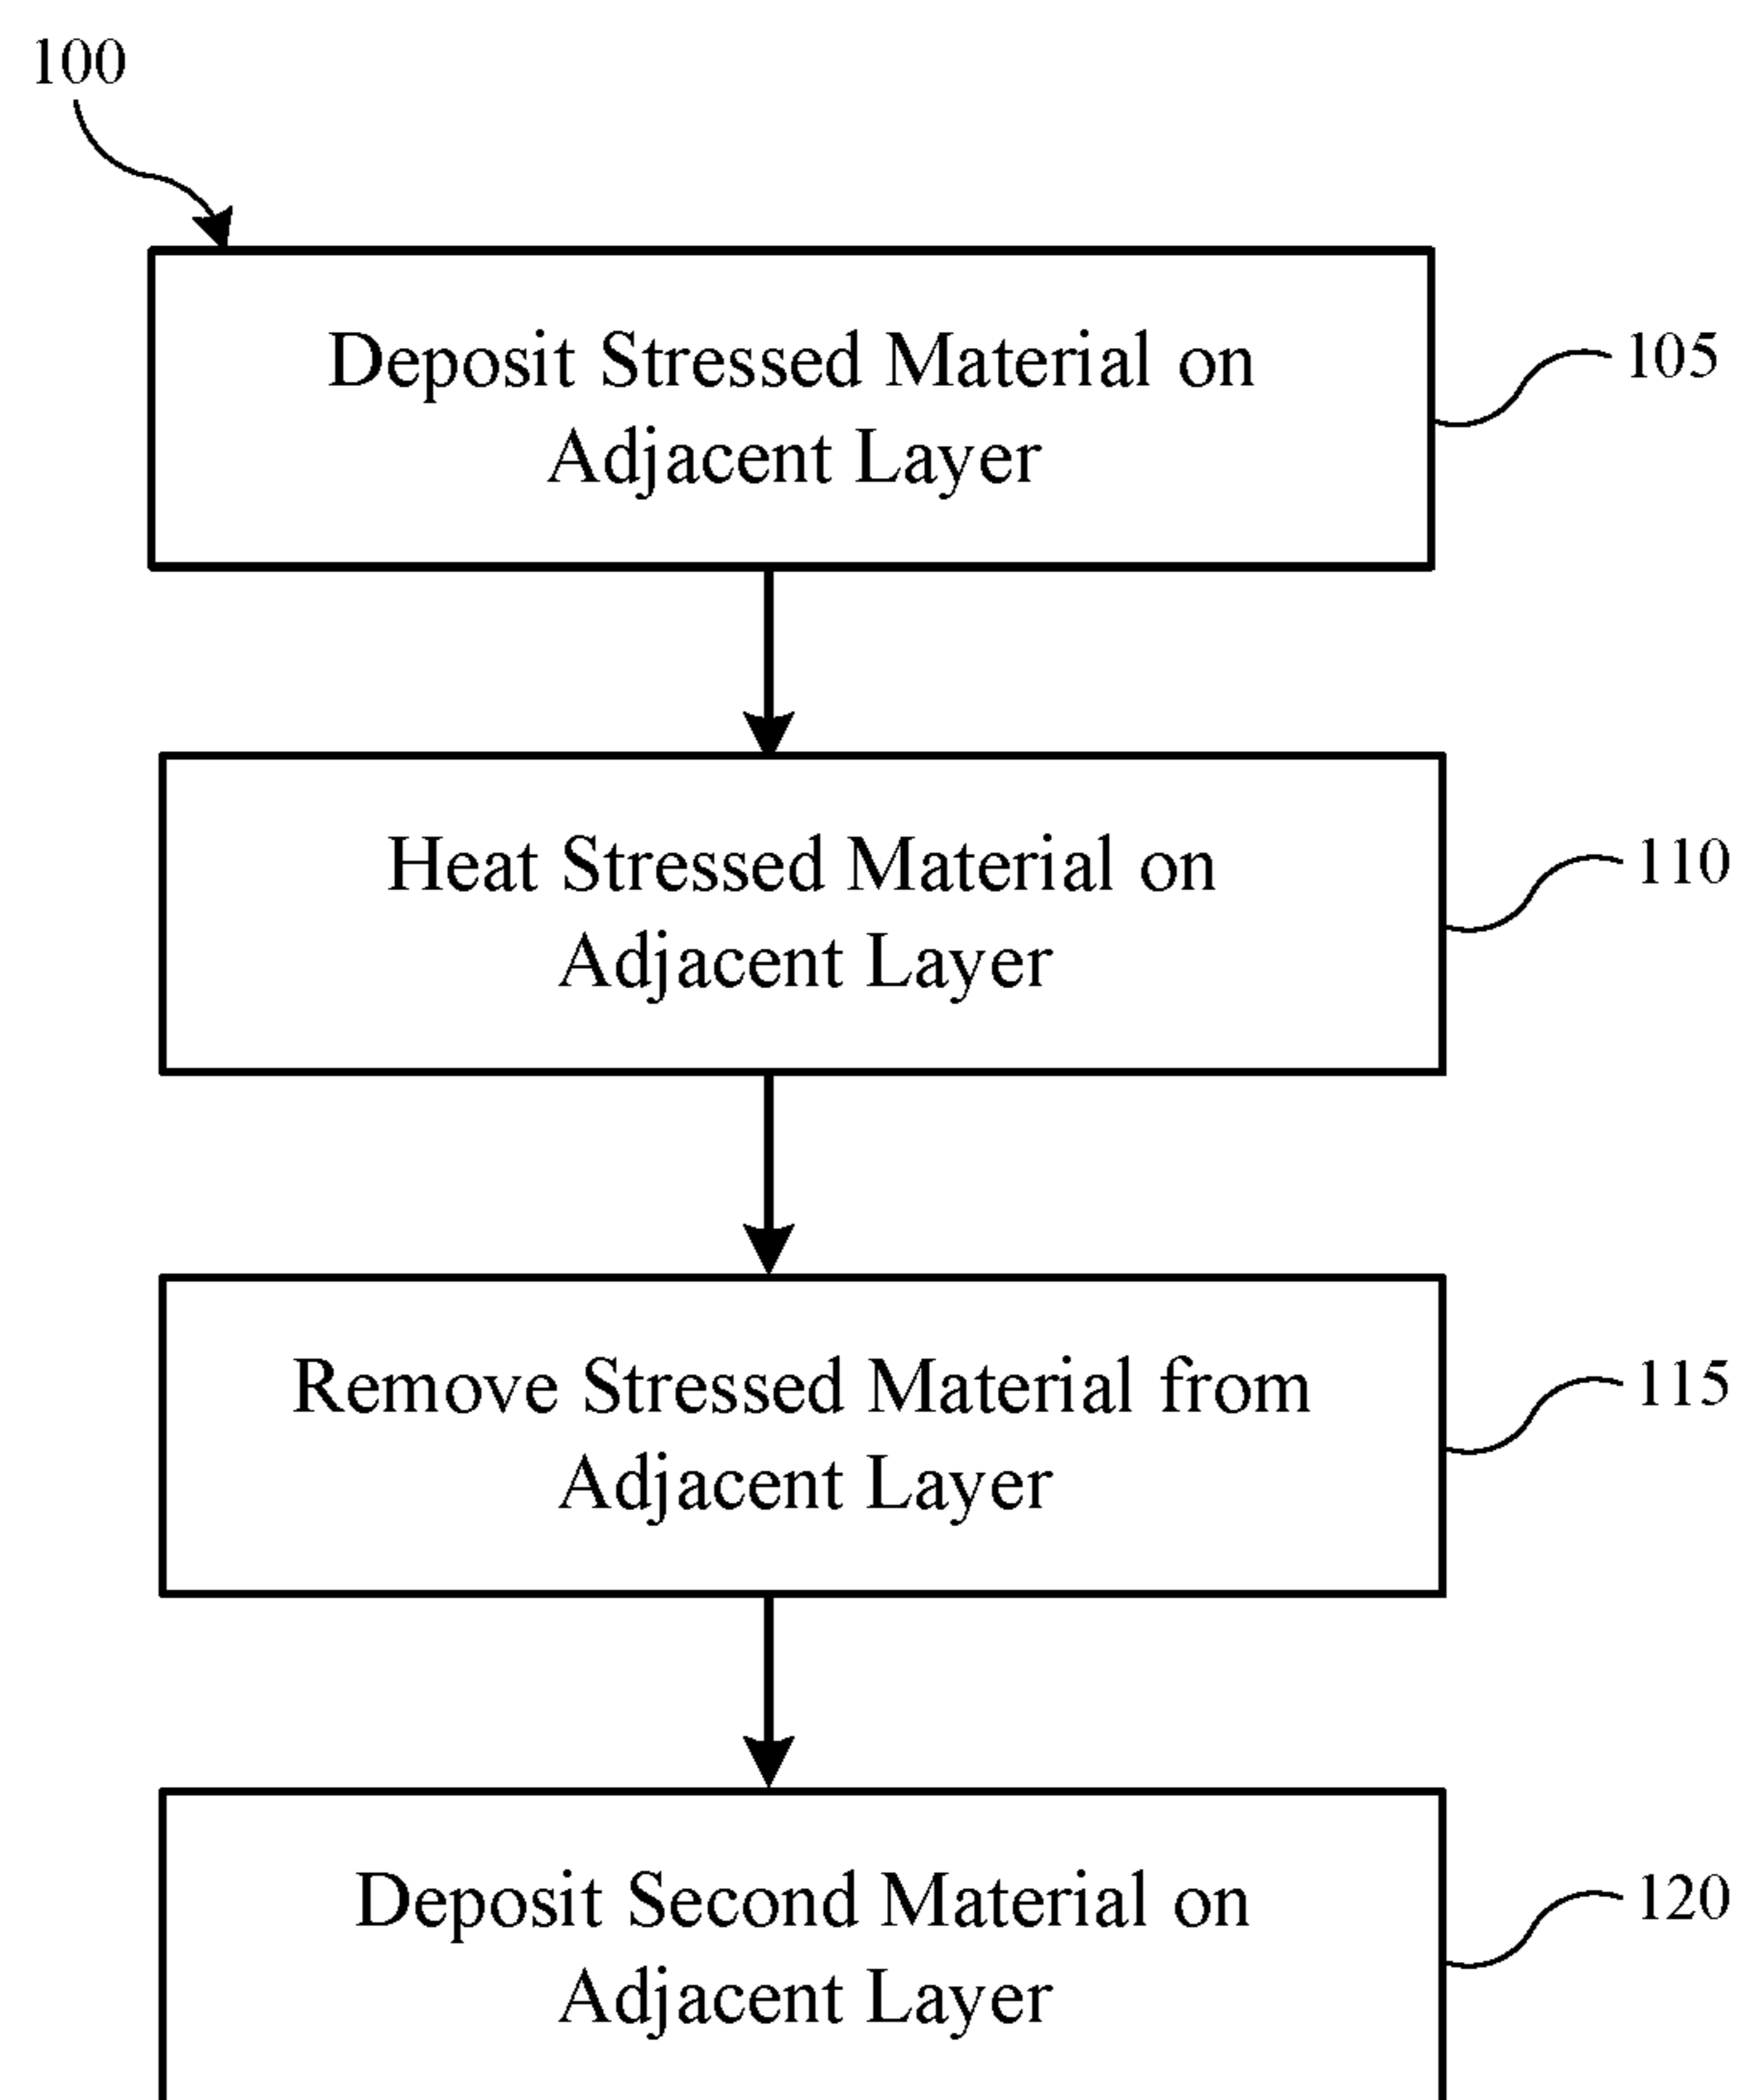 100
Deposit Stressed Material on
Adjacent Layer
105
Heat Stressed Material on
Adjacent Layer
110
Remove Stressed Material from
Adjacent Layer
115
Deposit Second Material on
Adjacent Layer
120